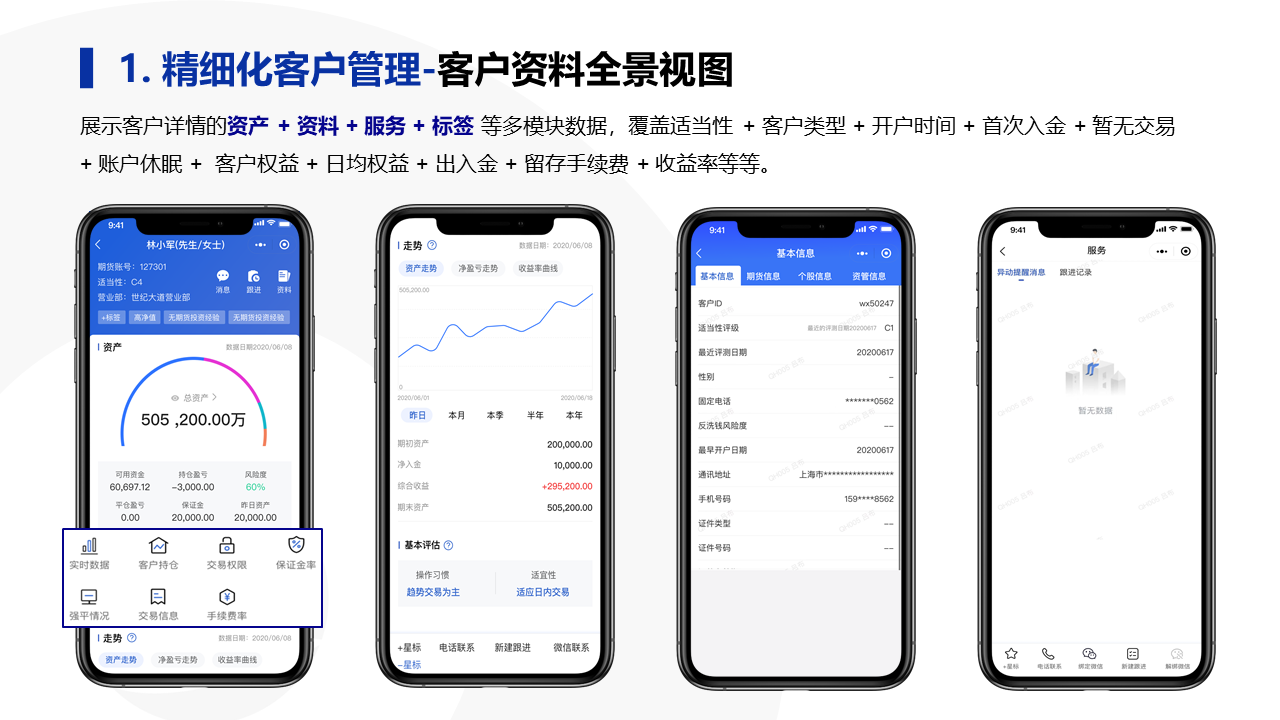 1. 精细化客户管理-客户资料全景视图
展示客户详情的资产 + 资料 + 服务 + 标签 等多模块数据，覆盖适当性 + 客户类型 + 开户时间 + 首次入金 + 暂无交易
+ 账户休眠 + 客户权益 + 日均权益 + 出入金 + 留存手续费 + 收益率等等。
9:41
林小军(先生/女士)
期货账号：127301
适当性：C4
营业部：世纪大道营业部
消息 跟进 资料
+标签 高净值 无期货投资经验 无期货投资经验
资产 数据日期2020/06/08
总资产
505 ,200.00万
可用资金 持仓盈亏 风险度
60,697.12 -3,000.00 60%
平仓盈亏 保证金 昨日资产
0.00 20,000.00 20,000.00
实时数据 客户持仓 交易权限 保证金率
强平情况 交易信息 手续费率
走势 ? 数据日期：2020/06/08
资产走势 净盈亏走势 收益率曲线
走势 ? 数据日期：2020/06/08
资产走势 净盈亏走势 收益率曲线
505,200.00
0
2020/06/01 2020/06/18
昨日 本月 本季 半年 本年
期初资产 200,000.00
净入金 10,000.00
综合收益 +295,200.00
期末资产 505,200.00
基本评估 ?
操作习惯 适宜性
趋势交易为主 适应日内交易
+星标 电话联系 新建跟进 微信联系
-星标
9:41
基本信息
基本信息 期货信息 个股信息 资管信息
客户ID wx50247
适当性评级 最近的评测日期20200617 C1
最近评测日期 20200617
性别 –
固定电话 *******0562
反洗钱风险度 --
最早开户日期 20200617
通讯地址 上海市*****************
手机号码 159****8562
证件类型 --
证件号码 --
9:41
服务
异动提醒消息 跟进记录
暂无数据
+星标 电话联系 绑定微信 新建跟进 解绑微信